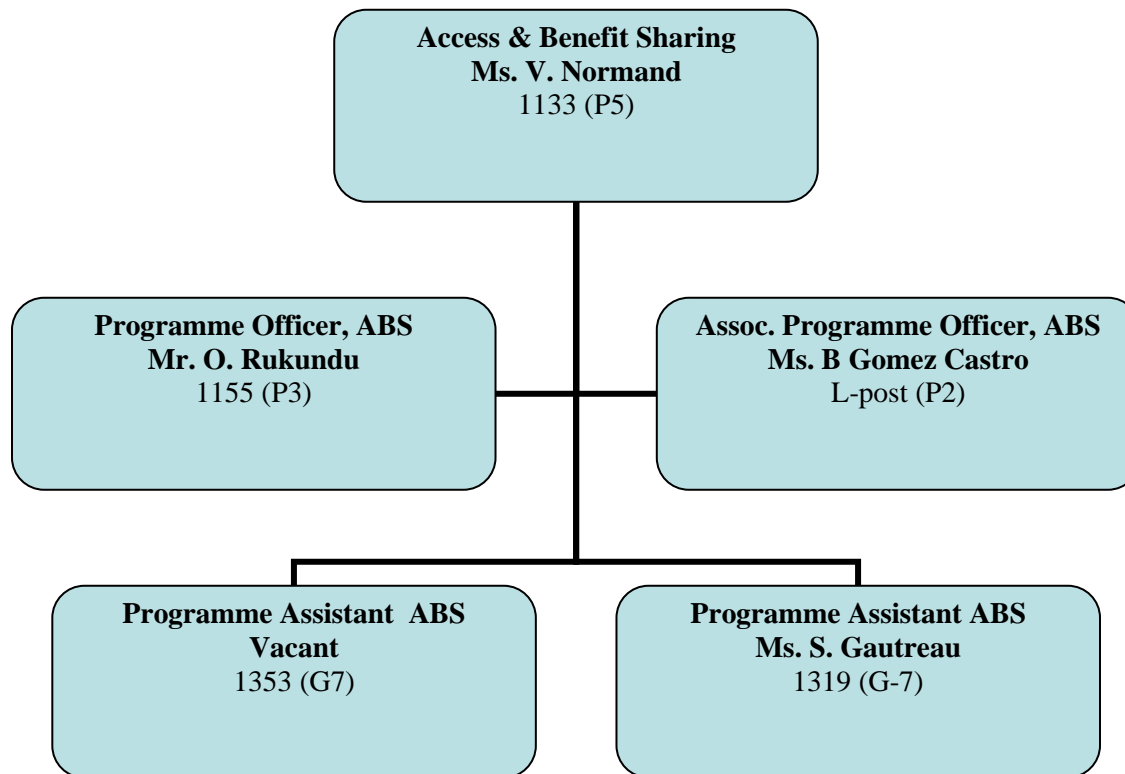 Access & Benefit Sharing
Ms. V. Normand
1133 (P5)
Programme Officer, ABS
Mr. O. Rukundu
1155 (P3)
Assoc. Programme Officer, ABS
Ms. B Gomez Castro
L-post (P2)
Programme Assistant  ABS
Vacant
1353 (G7)
Programme Assistant ABS
Ms. S. Gautreau
1319 (G-7)